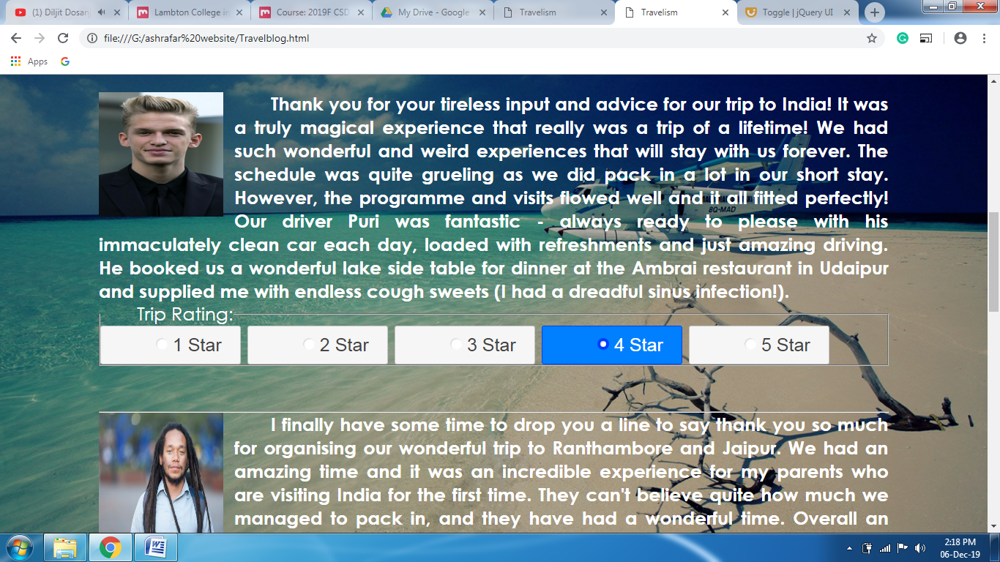 (1) Diljit Dosanj
Lambton College in
Course: 2019F CSD
My Drive - Google
Travelism
Travelism
Toggle | jQuery UI
file:///G:/ashrafar%20website/Travelblog.html
Apps
Thank you for your tireless input and advice for our trip to India! It was
a truly magical experience that really was a trip of a lifetime! We had
such wonderful and weird experiences that will stay with us forever. The
schedule was quite grueling as we did pack in a lot in our short stay.
However, the programme and visits flowed well and it all fitted perfectly!
8Q-MAD
Our driver Puri was fantastic - always ready to please with his
immaculately clean car each day, loaded with refreshments and just amazing driving.
He booked us a wonderful lake side table for dinner at the Ambrai restaurant in Udaipur
and supplied me with endless cough sweets (I had a dreadful sinus infection!).
Trip Rating:
1 Star
2 Star
3 Star
4 Star
5 Star
I finally have some time to drop you a line to say thank you so much
for organising our wonderful trip to Ranthambore and Jaipur. We had an
amazing time and it was an incredible experience for my parents who
are visiting India for the first time. They can't believe quite how much we
managed to pack in, and they have had a wonderful time. Overall an
2:18 PM
06-Dec-19